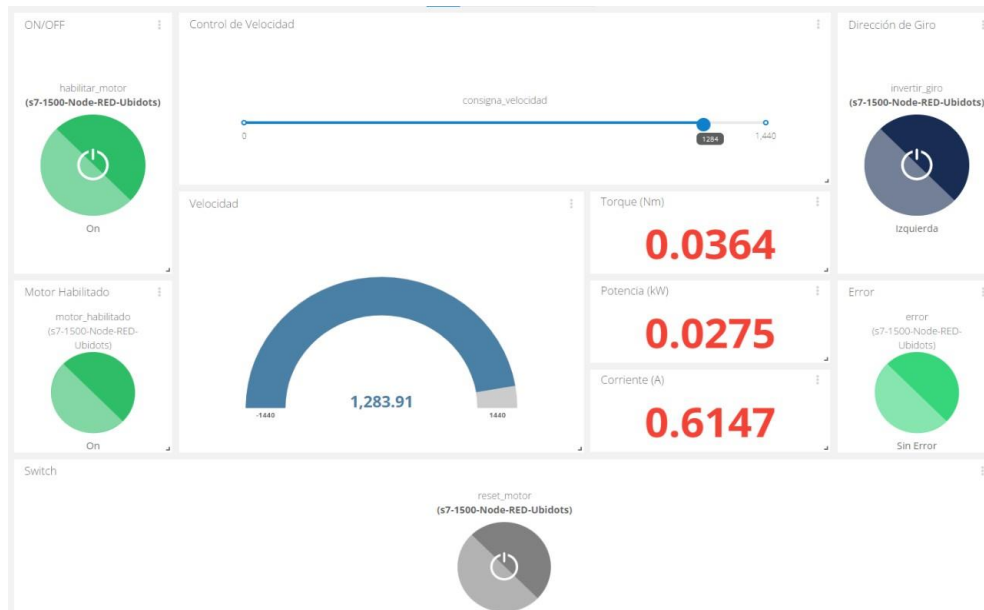 ON/OFF
habilitar_motor
(s7-1500-Node-RED-Ubidots)
On
Control de Velocidad
consigna_velocidad
0
1284
1,440
Dirección de Giro
invertir_giro
(s7-1500-Node-RED-Ubidots)
Izquierda
Motor Habilitado
motor_habilitado
(s7-1500-Node-RED-
Ubidots)
On
Velocidad
1,283.91
-1440
1440
Torque (Nm)
0.0364
Potencia (kW)
0.0275
Corriente (A)
0.6147
Error
error
(s7-1500-Node-RED-
Ubidots)
Sin Error
Switch
reset_motor
(s7-1500-Node-RED-Ubidots)